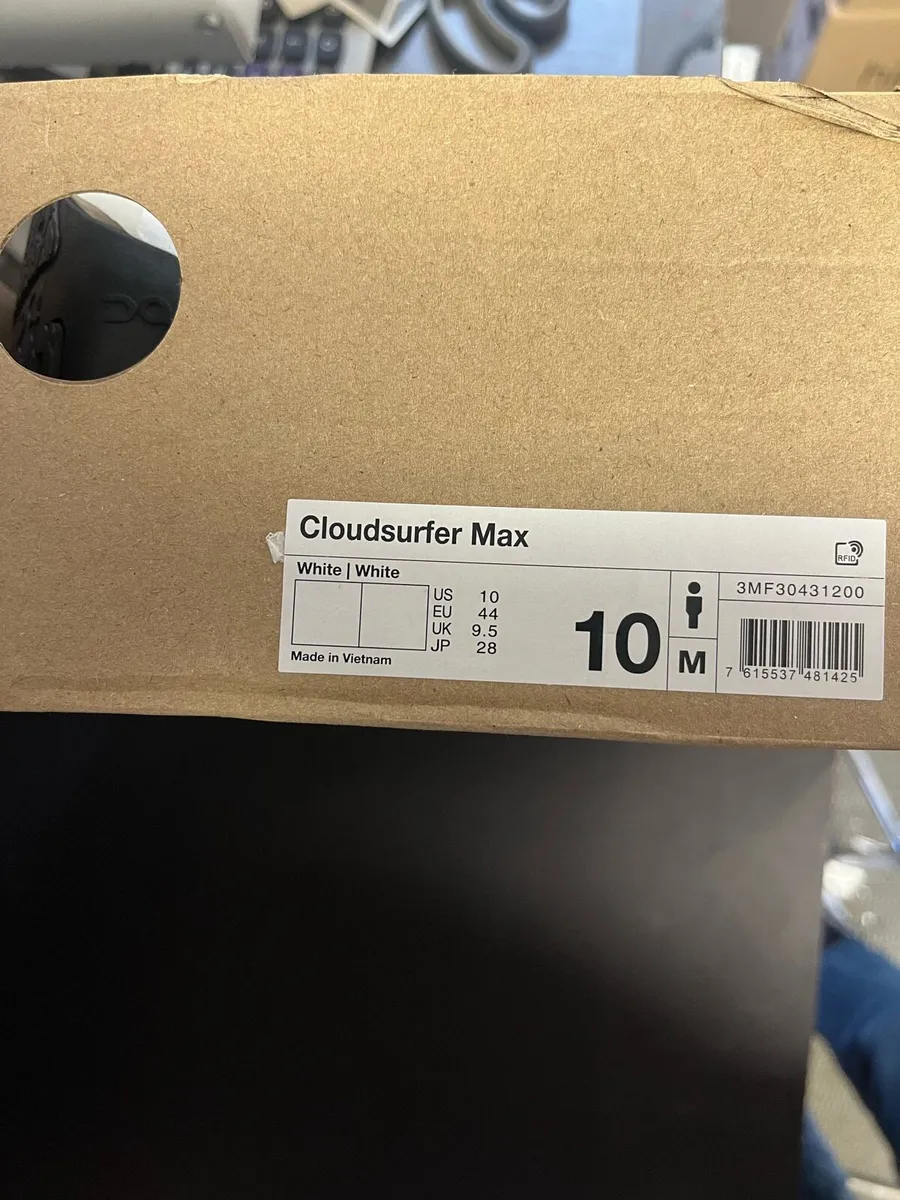 Cloudsurfer Max
RFID
White | White
US 10
EU 44
UK 9.5
JP 28
Made in Vietnam
10
M
3MF30431200
7 615537 481425